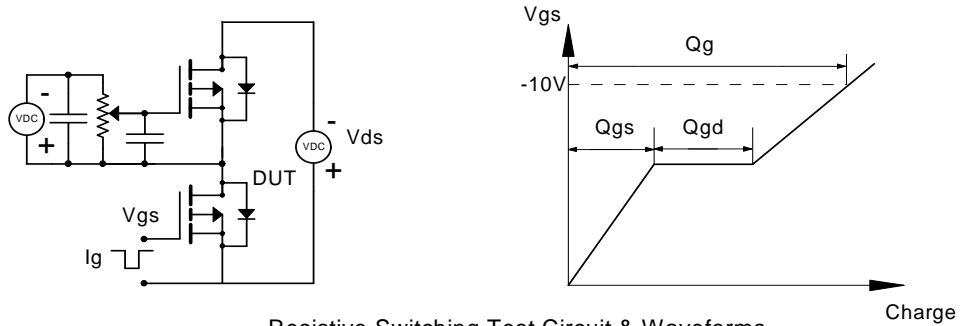 Vgs
Qg
-10V
Qgs
Qgd
Charge
-
VDC
+
-
VDC
Vds
+
DUT
Vgs
Ig
Resistive Switching Test Circuit & Waveforms